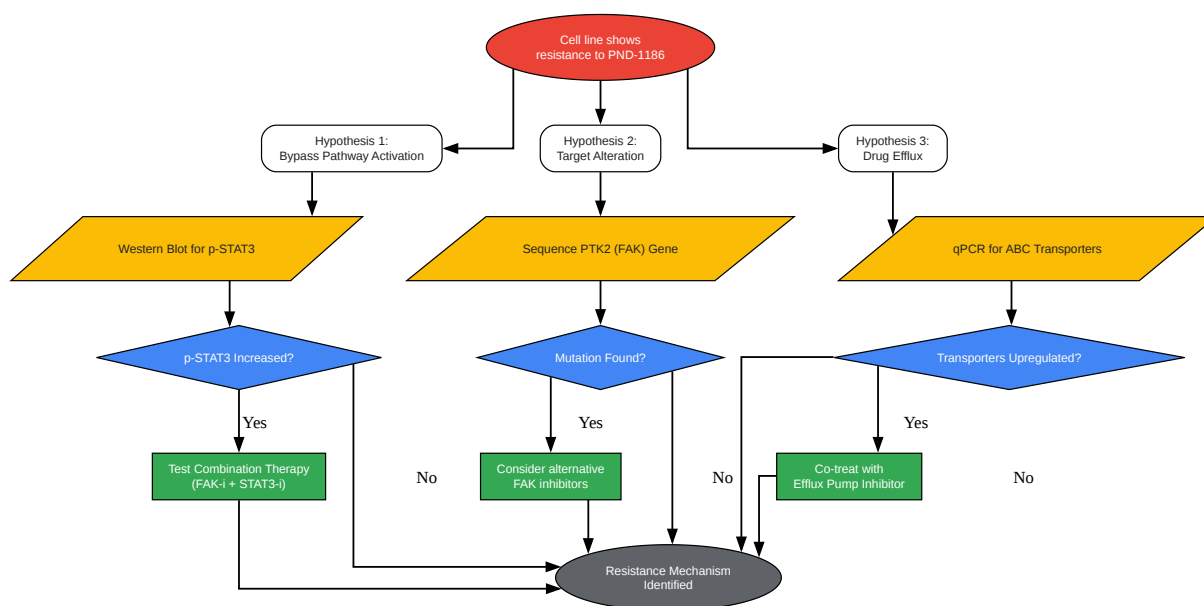 Cell line shows
resistance to PND-1186
Hypothesis 1:
Bypass Pathway Activation
Hypothesis 2:
Target Alteration
Hypothesis 3:
Drug Efflux
Western Blot for p-STAT3
Sequence PTK2 (FAK) Gene
qPCR for ABC Transporters
p-STAT3 Increased?
Mutation Found?
Transporters Upregulated?
Yes
Yes
Yes
Test Combination Therapy
(FAK-i + STAT3-i)
No
Consider alternative
FAK inhibitors
No
Co-treat with
Efflux Pump Inhibitor
No
Resistance Mechanism
Identified